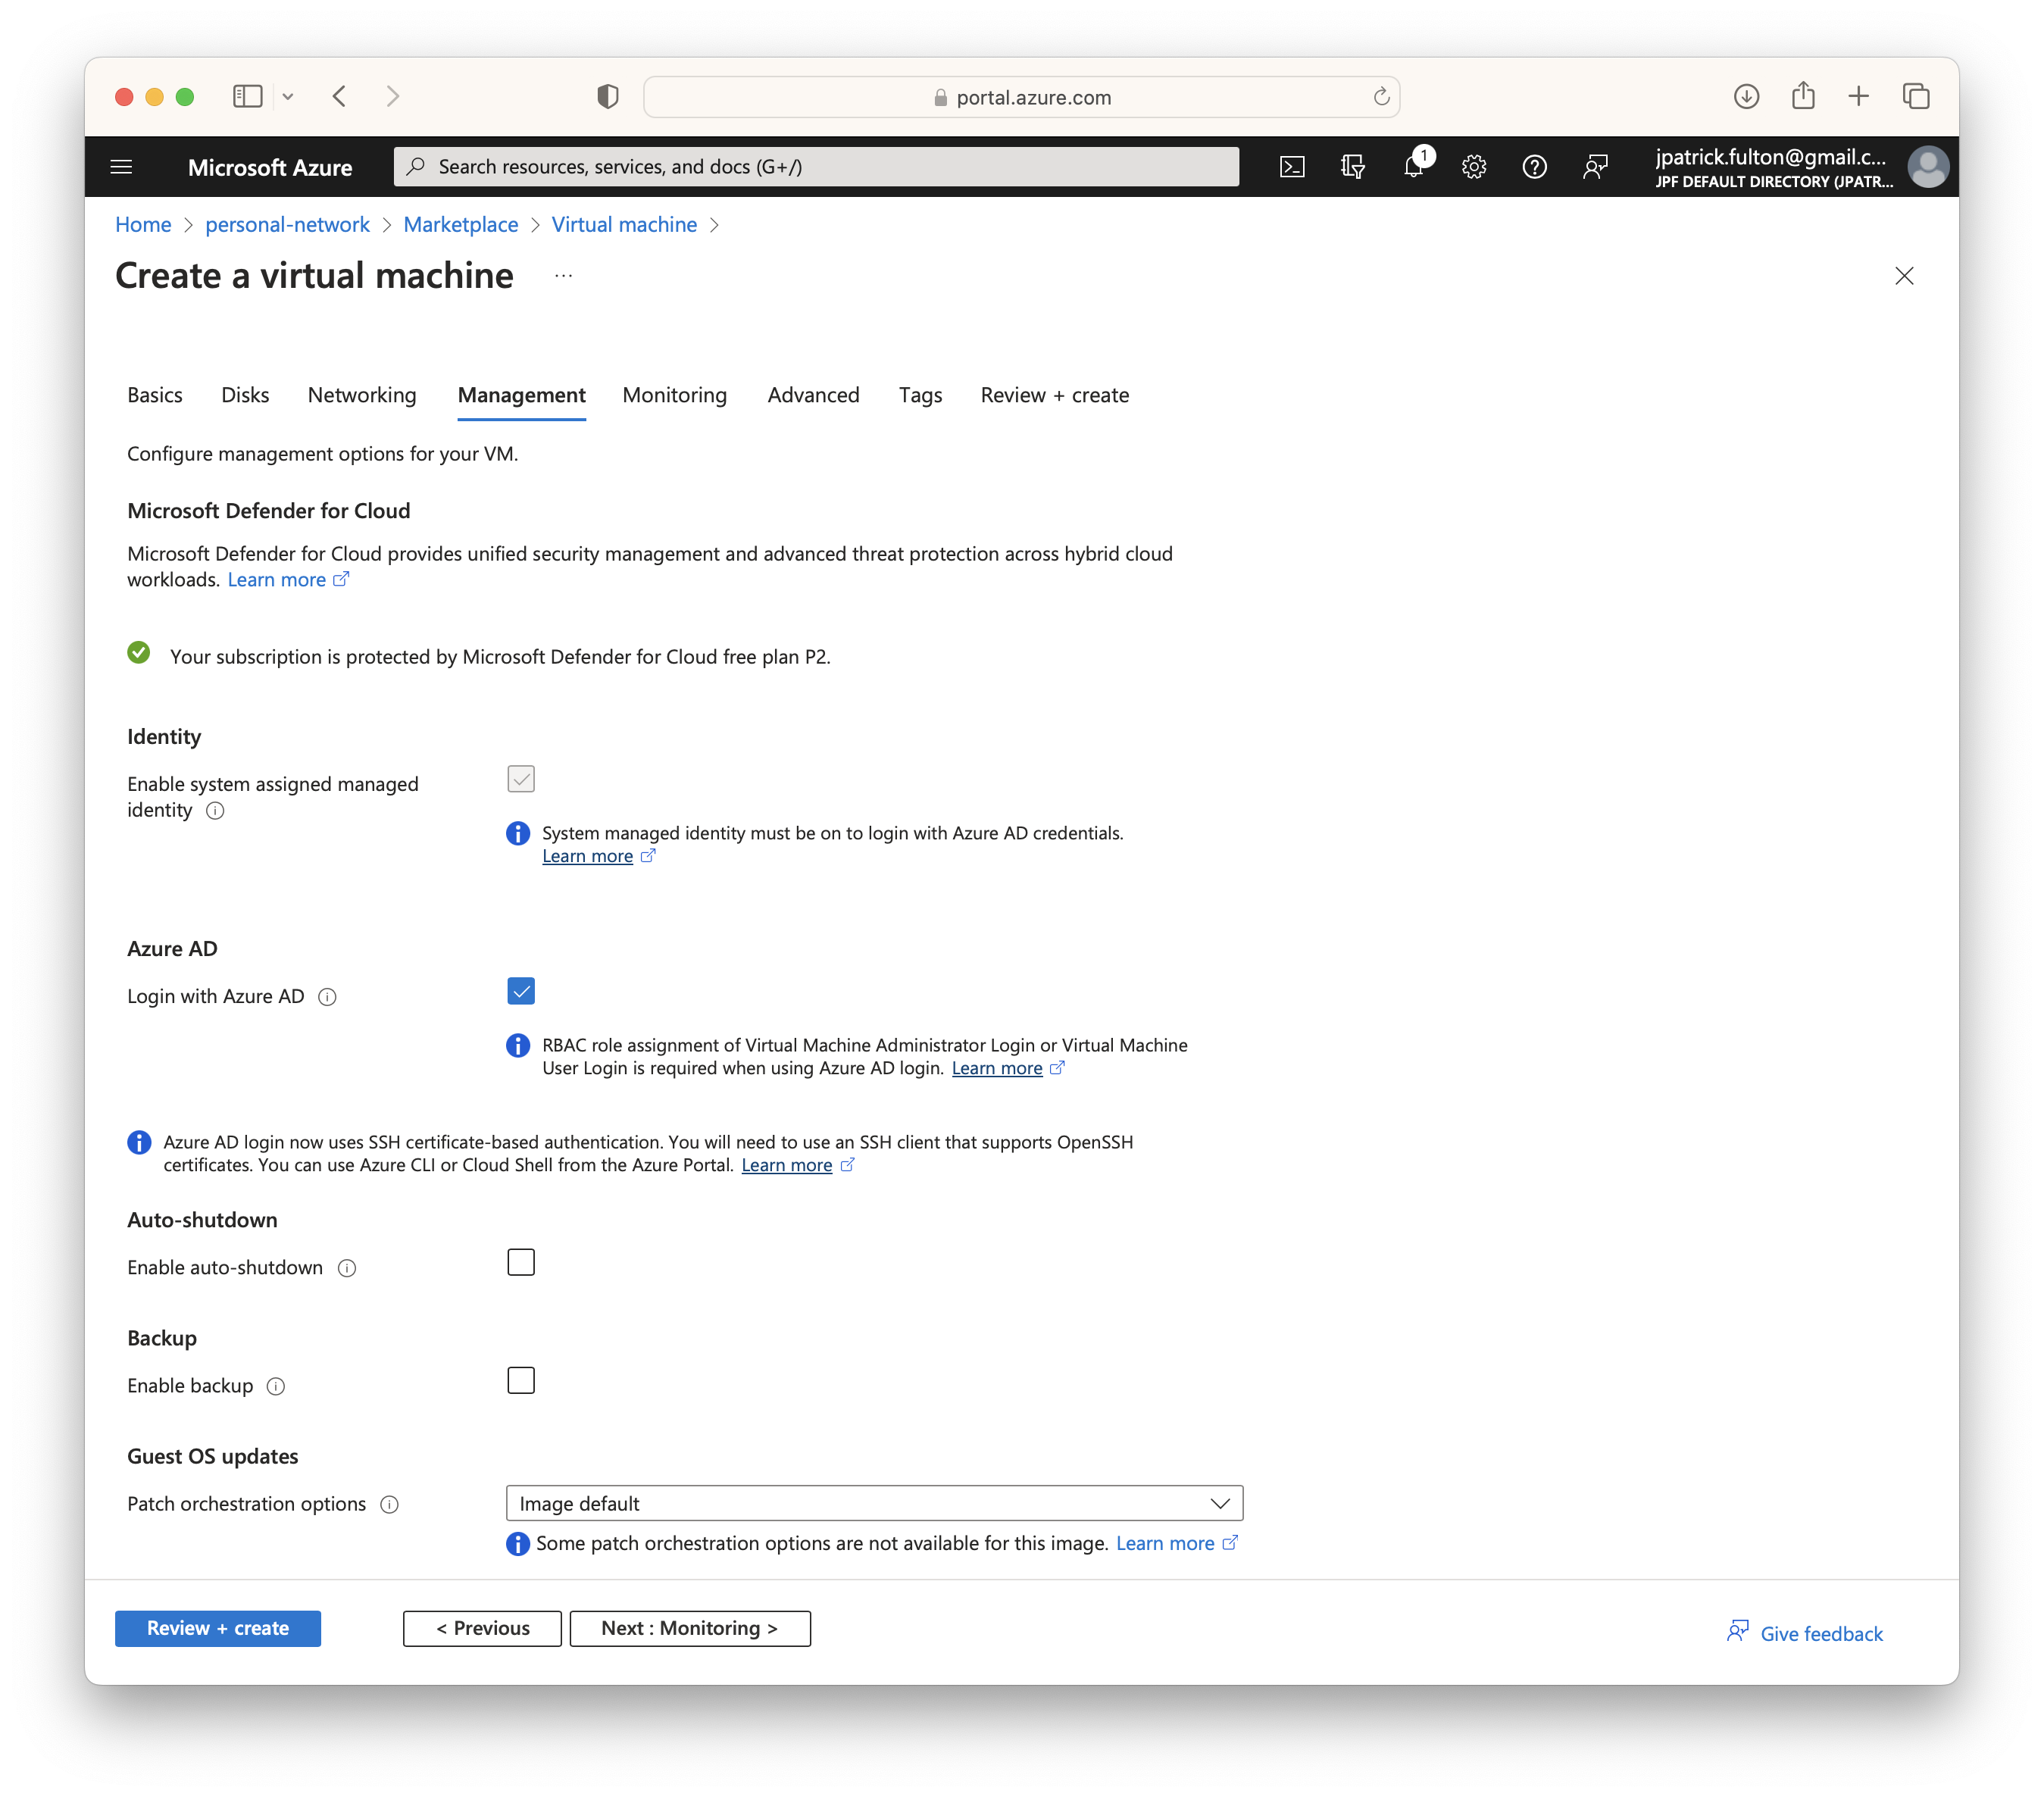 portal.azure.com
Microsoft Azure
Search resources, services, and docs (G+/)
1
jpatrick.fulton@gmail.c...
JPF DEFAULT DIRECTORY (JPATR...
Home > personal-network > Marketplace > Virtual machine >
Create a virtual machine ...
Basics Disks Networking Management Monitoring Advanced Tags Review + create
Configure management options for your VM.
Microsoft Defender for Cloud
Microsoft Defender for Cloud provides unified security management and advanced threat protection across hybrid cloud
workloads. Learn more
Your subscription is protected by Microsoft Defender for Cloud free plan P2.
Identity
Enable system assigned managed
identity
System managed identity must be on to login with Azure AD credentials.
Learn more
Azure AD
Login with Azure AD
RBAC role assignment of Virtual Machine Administrator Login or Virtual Machine
User Login is required when using Azure AD login. Learn more
Azure AD login now uses SSH certificate-based authentication. You will need to use an SSH client that supports OpenSSH
certificates. You can use Azure CLI or Cloud Shell from the Azure Portal. Learn more
Auto-shutdown
Enable auto-shutdown
Backup
Enable backup
Guest OS updates
Patch orchestration options
Image default
Some patch orchestration options are not available for this image. Learn more
Review + create
< Previous
Next : Monitoring >
Give feedback